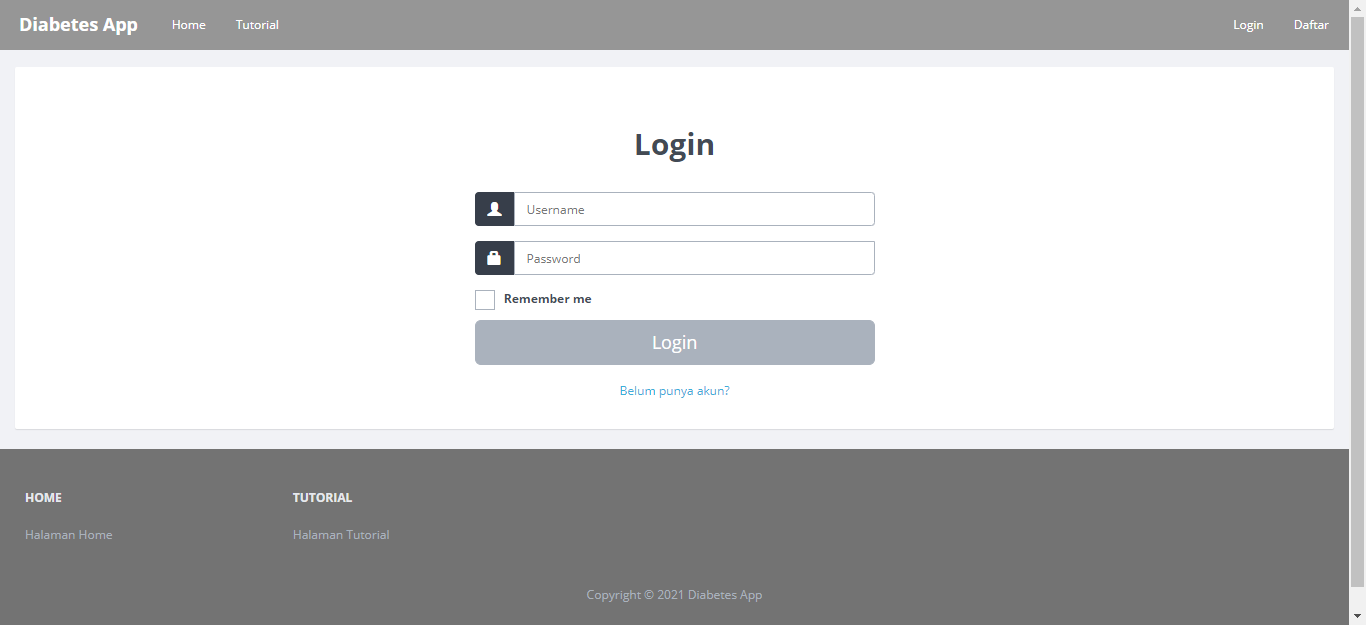 Diabetes App Home Tutorial Login Daftar
Login
Username
Password
Remember me
Login
Belum punya akun?
HOME TUTORIAL
Halaman Home Halaman Tutorial
Copyright © 2021 Diabetes App